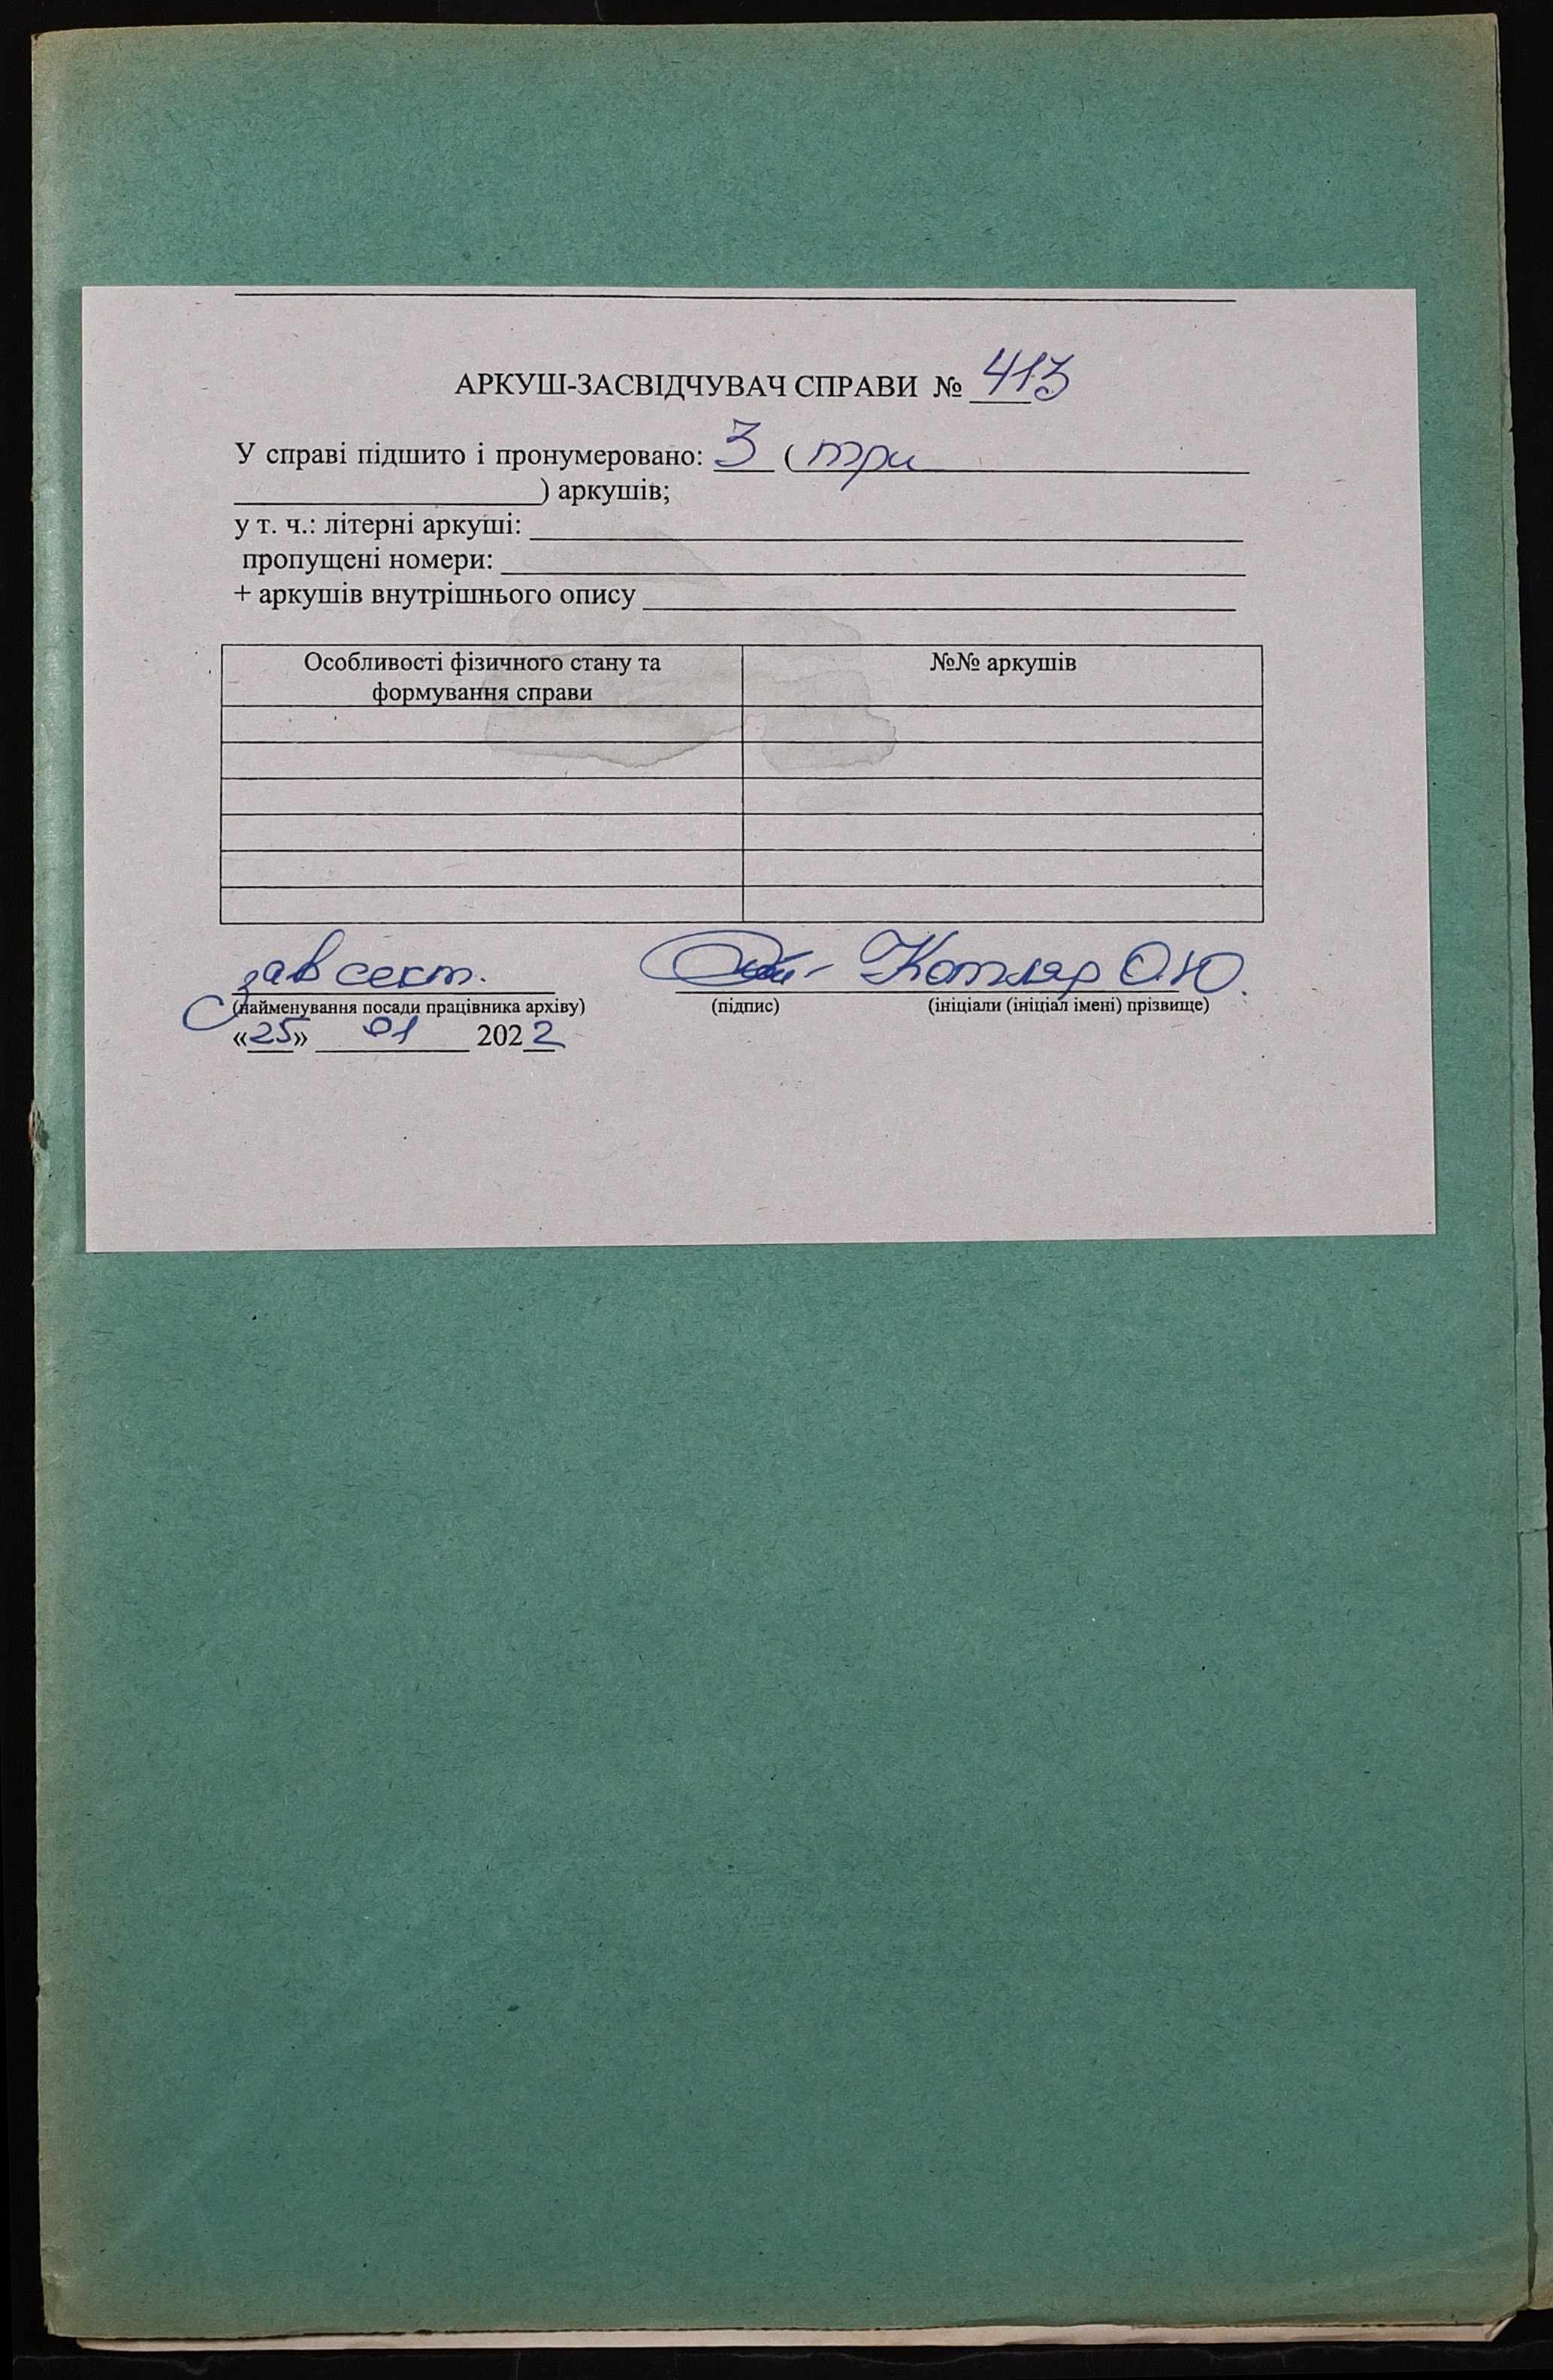 АРКУШ-ЗАСВІДЧУВАЧ СПРАВИ № 413
У справі підшито і пронумеровано: 3 ( три
) аркушів;
у т. ч.: літерні аркуші:
пропущені номери:
+ аркушів внутрішнього опису
Особливості фізичного стану та формування справи
№№ аркушів
зав сект. Котляр О.Ю.
(найменування посади працівника архіву) (підпис) (ініціали (ініціал імені) прізвище)
«25» 01 2022